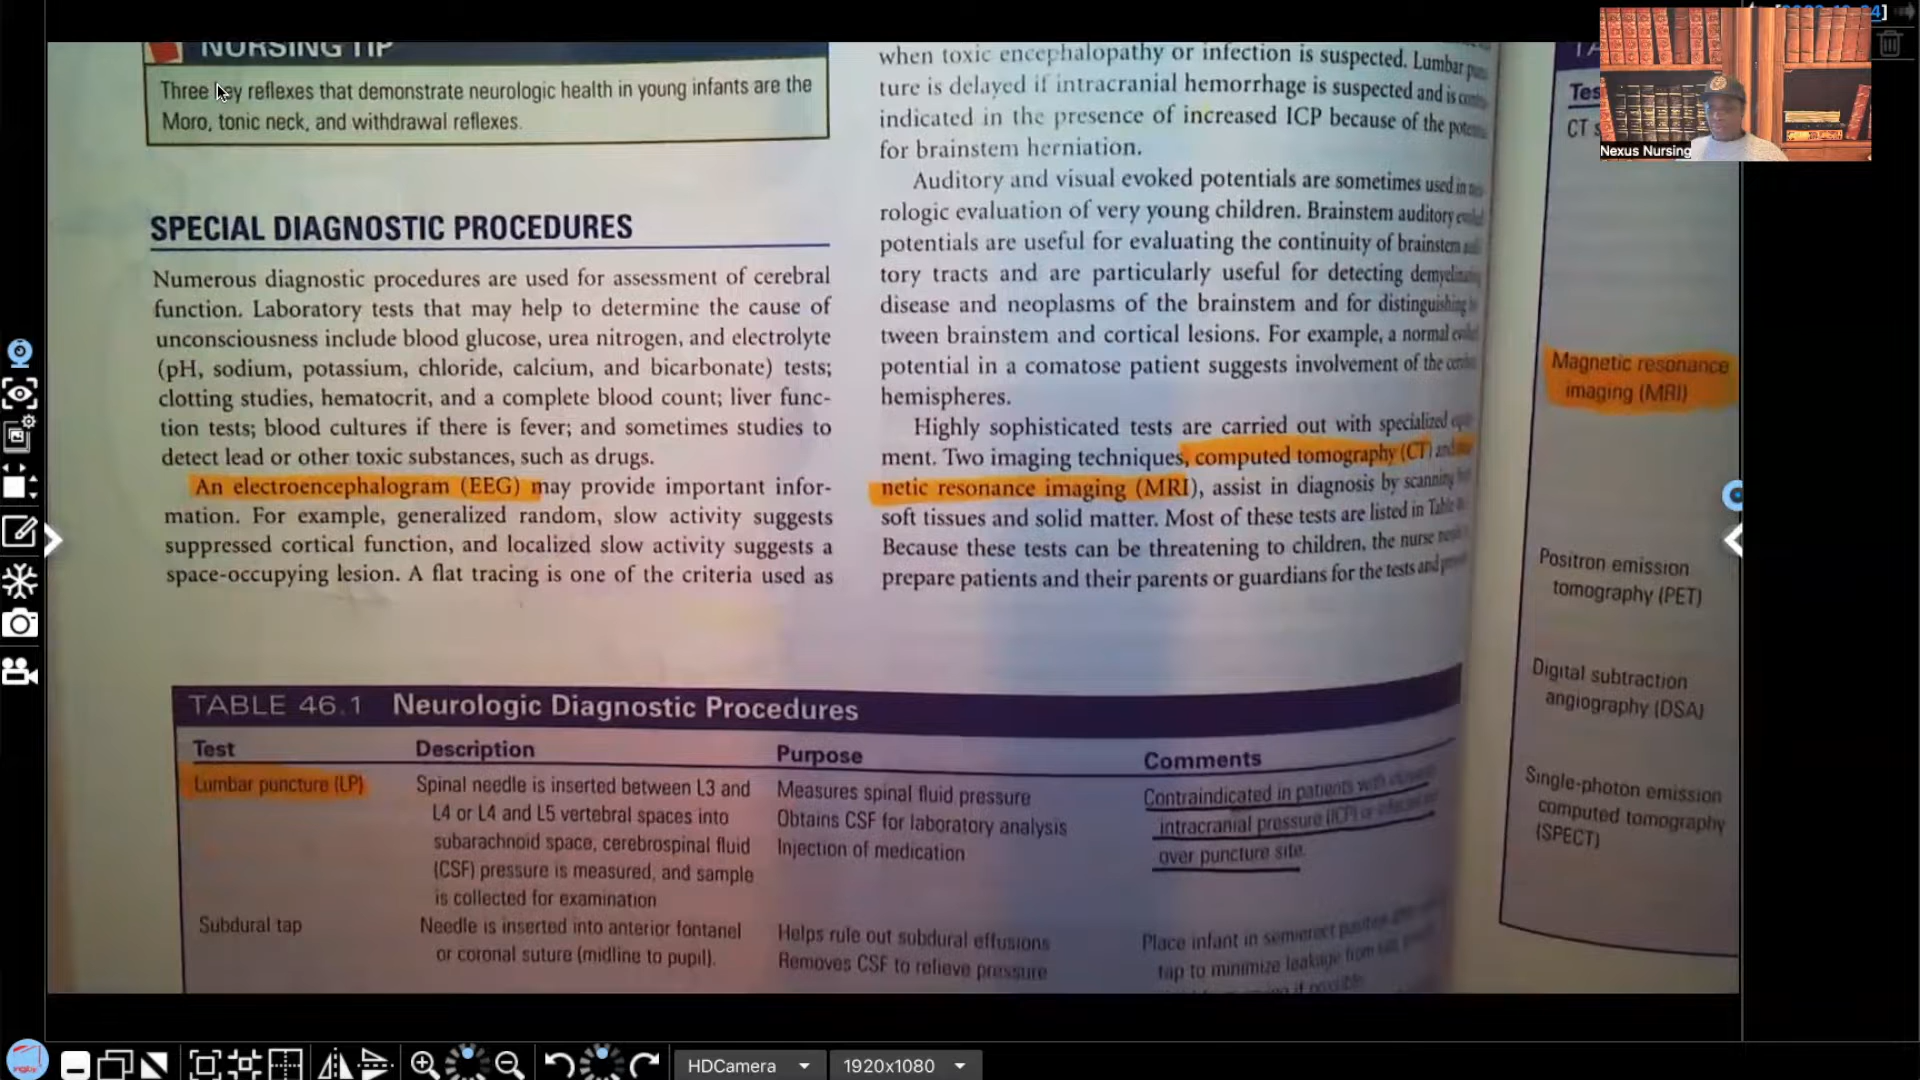 NURSING TIP
Three key reflexes that demonstrate neurologic health in young infants are the
Moro, tonic neck, and withdrawal reflexes.
SPECIAL DIAGNOSTIC PROCEDURES
Numerous diagnostic procedures are used for assessment of cerebral
function. Laboratory tests that may help to determine the cause of
unconsciousness include blood glucose, urea nitrogen, and electrolyte
(pH, sodium, potassium, chloride, calcium, and bicarbonate) tests;
clotting studies, hematocrit, and a complete blood count; liver func-
tion tests; blood cultures if there is fever; and sometimes studies to
detect lead or other toxic substances, such as drugs.
An electroencephalogram (EEG) may provide important infor-
mation. For example, generalized random, slow activity suggests
suppressed cortical function, and localized slow activity suggests a
space-occupying lesion. A flat tracing is one of the criteria used as
when toxic encephalopathy or infection is suspected. Lumbar
ture is delayed if intracranial hemorrhage is suspected and is
indicated in the presence of increased ICP because of the
for brainstem herniation.
Auditory and visual evoked potentials are sometimes used in
rologic evaluation of very young children. Brainstem auditory
potentials are useful for evaluating the continuity of brainstem
tory tracts and are particularly useful for detecting
disease and neoplasms of the brainstem and for distinguishing
tween brainstem and cortical lesions. For example, a normal
potential in a comatose patient suggests involvement of the
hemispheres.
Highly sophisticated tests are carried out with specialized
ment. Two imaging techniques, computed tomography (CT) and
netic resonance imaging (MRI), assist in diagnosis by scanning
soft tissues and solid matter. Most of these tests are listed in Table
Because these tests can be threatening to children, the nurse
prepare patients and their parents or guardians for the tests and
TABLE 46.1 Neurologic Diagnostic Procedures
Test Description Purpose Comments
Lumbar puncture (LP)
Spinal needle is inserted between L3 and
L4 or L4 and L5 vertebral spaces into
subarachnoid space, cerebrospinal fluid
(CSF) pressure is measured, and sample
is collected for examination
Measures spinal fluid pressure
Obtains CSF for laboratory analysis
Injection of medication
Contraindicated in patients with
intracranial pressure (ICP) or
over puncture site.
Subdural tap
Needle is inserted into anterior fontanel
or coronal suture (midline to pupil).
Helps rule out subdural effusions
Removes CSF to relieve pressure
Place infant in semierect position
tap to minimize leakage from
if possible.
CT
Magnetic resonance
imaging (MRI)
Positron emission
tomography (PET)
Digital subtraction
angiography (DSA)
Single-photon emission
computed tomography
(SPECT)
Nexus Nursing
HDCamera
1920x1080